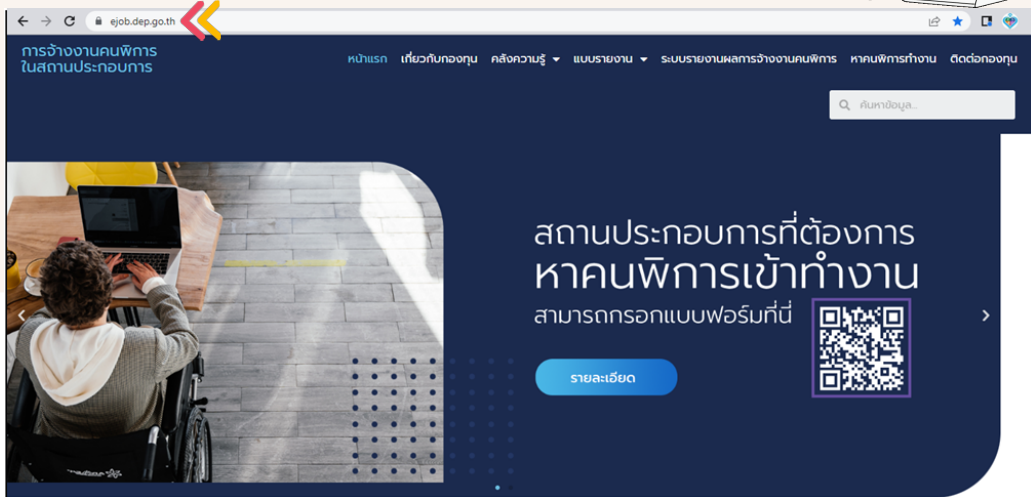 ejob.dep.go.th
การจ้างงานคนพิการ
ในสถานประกอบการ
หน้าแรก เกี่ยวกับกองทุน คลังความรู้ แบบรายงาน ระบบรายงานผลการจ้างงานคนพิการ หาคนพิการทำงาน ติดต่อกองทุน
ค้นหาข้อมูล...
สถานประกอบการที่ต้องการ
หาคนพิการเข้าทำงาน
สามารถกรอกแบบฟอร์มที่นี่
รายละเอียด